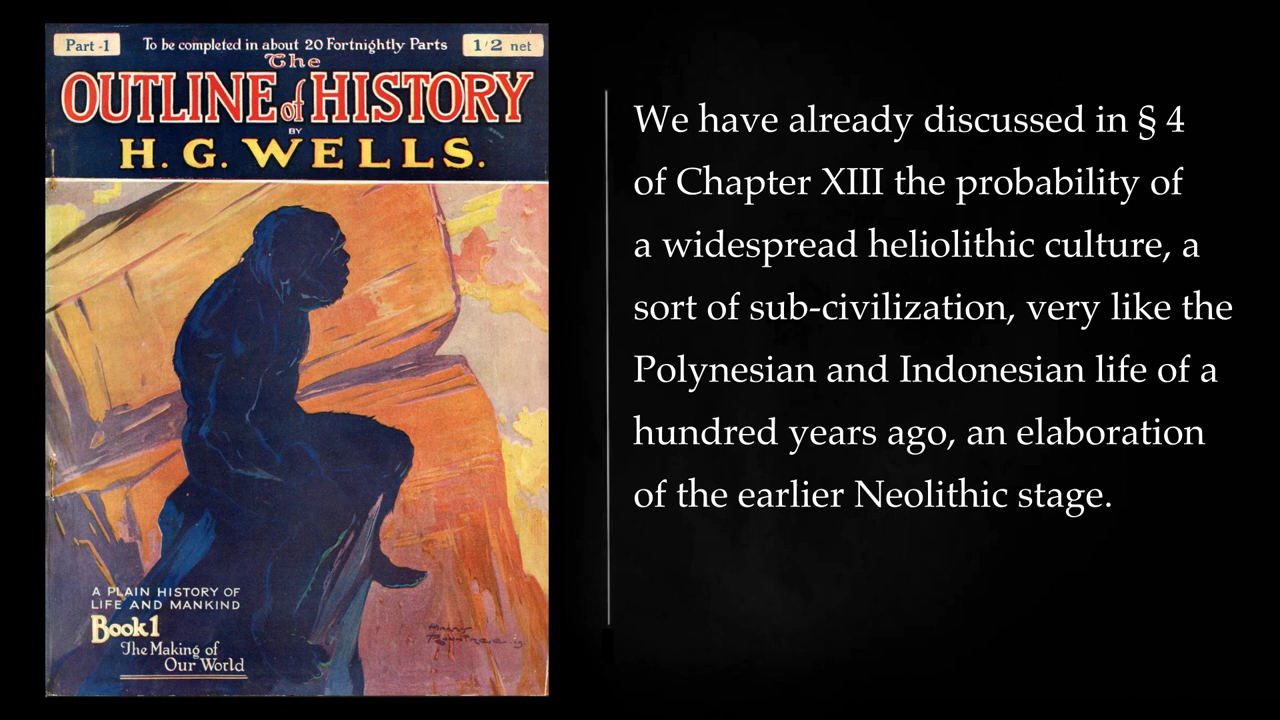 Part -1
To be completed in about 20 Fortnightly Parts
1/2 net
The
OUTLINE of HISTORY
BY
H. G. WELLS.
A PLAIN HISTORY OF
LIFE AND MANKIND
Book 1
The Making of
Our World
We have already discussed in § 4
of Chapter XIII the probability of
a widespread heliolithic culture, a
sort of sub-civilization, very like the
Polynesian and Indonesian life of a
hundred years ago, an elaboration
of the earlier Neolithic stage.